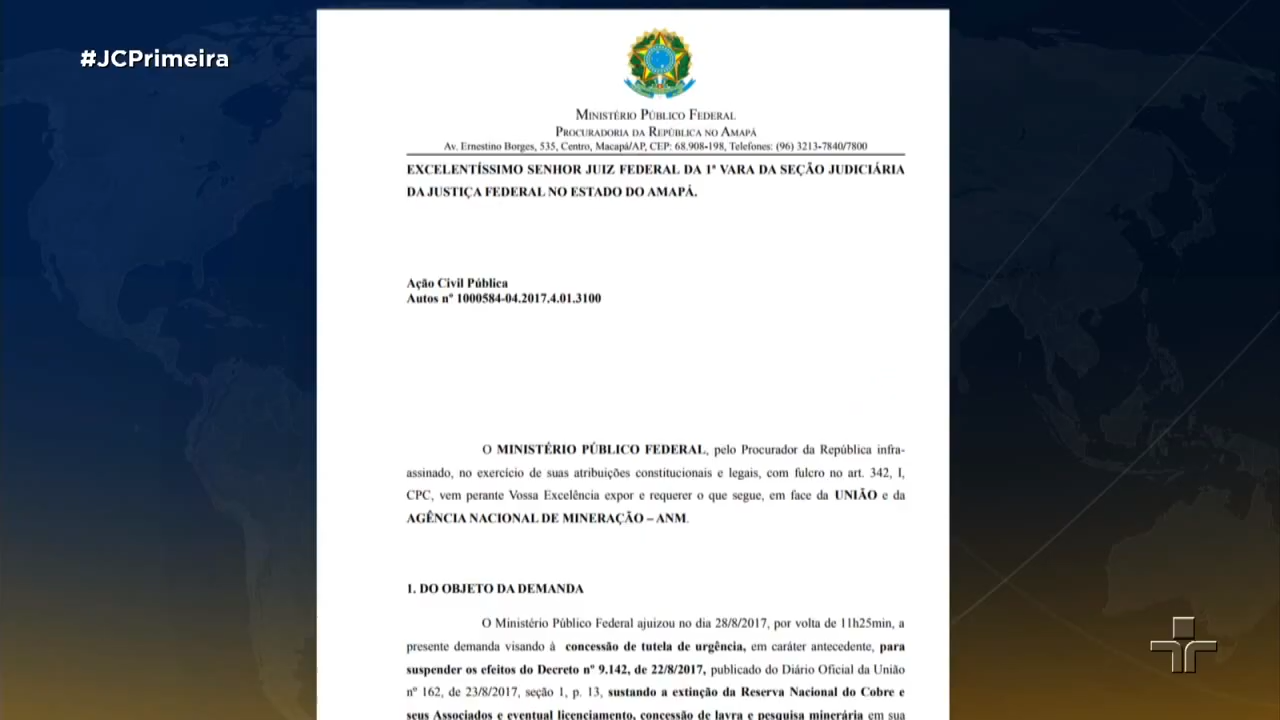 #JCPrimeira
MINISTÉRIO PÚBLICO FEDERAL
PROCURADORIA DA REPÚBLICA NO AMAPÁ
Av. Ernestino Borges, 535, Centro, Macapá/AP, CEP: 68.908-198, Telefones: (96) 3213-7840/7800
EXCELENTÍSSIMO SENHOR JUIZ FEDERAL DA 1ª VARA DA SEÇÃO JUDICIÁRIA
DA JUSTIÇA FEDERAL NO ESTADO DO AMAPÁ.
Ação Civil Pública
Autos nº 1000584-04.2017.4.01.3100
O MINISTÉRIO PÚBLICO FEDERAL, pelo Procurador da República infra-
assinado, no exercício de suas atribuições constitucionais e legais, com fulcro no art. 342, I,
CPC, vem perante Vossa Excelência expor e requerer o que segue, em face da UNIÃO e da
AGÊNCIA NACIONAL DE MINERAÇÃO – ANM.
1. DO OBJETO DA DEMANDA
O Ministério Público Federal ajuizou no dia 28/8/2017, por volta de 11h25min, a
presente demanda visando à concessão de tutela de urgência, em caráter antecedente, para
suspender os efeitos do Decreto nº 9.142, de 22/8/2017, publicado do Diário Oficial da União
nº 162, de 23/8/2017, seção 1, p. 13, sustando a extinção da Reserva Nacional do Cobre e
seus Associados e eventual licenciamento, concessão de lavra e pesquisa minerária em sua